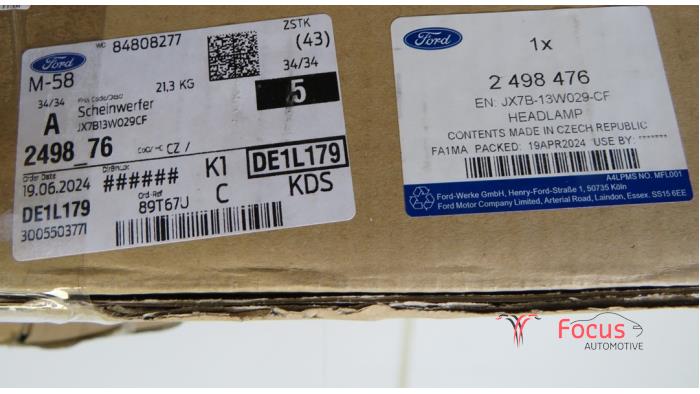 Ford
WC 84808277
ZSTK
(43)
M-58
21,3 KG
34/34
5
34/34
A
Scheinwerfer
JX7B13W029CF
2498_76
CZ /
Order Date
19.06.2024
######
K1
C
DE1L179
KDS
DE1L179
3005503771
Ord-Ref
89T67U
Ford
1x
2 498 476
EN: JX7B-13W029-CF
HEADLAMP
CONTENTS MADE IN CZECH REPUBLIC
FA1MA PACKED: 19APR2024 USE BY: -------
A4LPMS NO. MFL001
Ford-Werke GmbH, Henry-Ford-Straße 1, 50735 Köln
Ford Motor Company Limited, Arterial Road, Laindon, Essex. SS15 6EE
Focus
AUTOMOTIVE